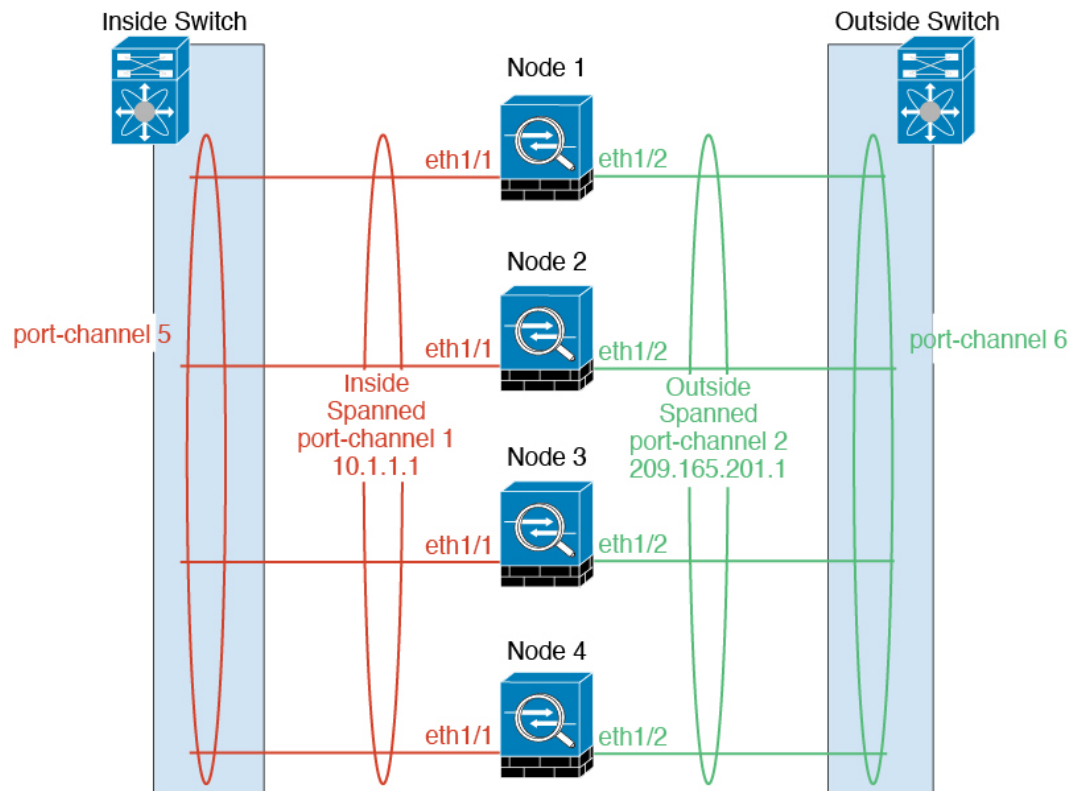 Inside Switch
Outside Switch
Node 1
eth1/1
eth1/2
Node 2
port-channel 5
eth1/1
eth1/2
port-channel 6
Inside
Spanned
port-channel 1
10.1.1.1
Outside
Spanned
port-channel 2
209.165.201.1
Node 3
eth1/1
eth1/2
Node 4
eth1/1
eth1/2